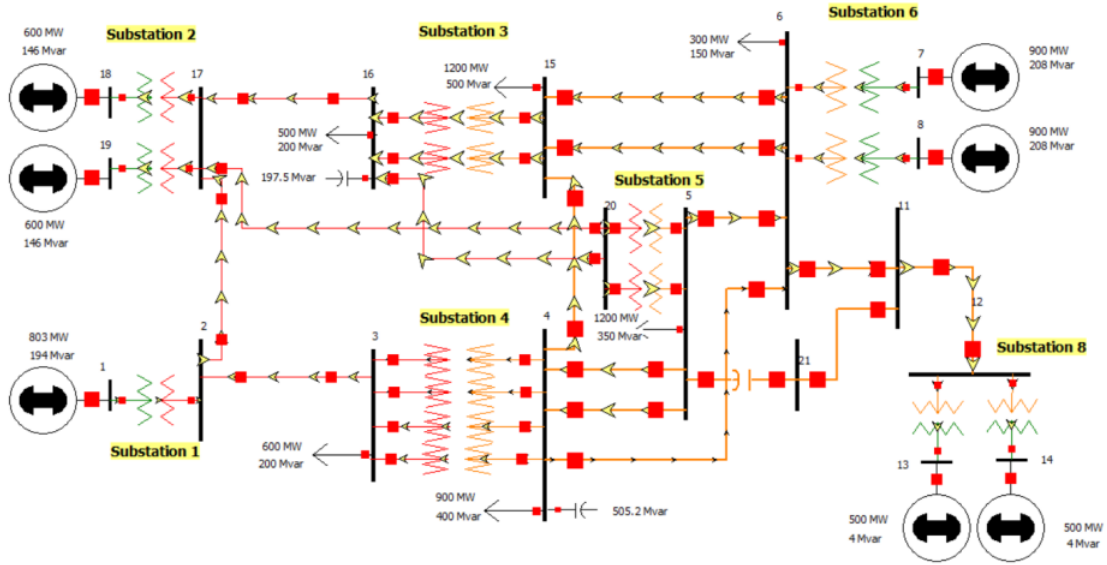 600 MW
146 Mvar
Substation 2
Substation 3
Substation 6
6
300 MW
150 Mvar
7
900 MW
208 Mvar
18
17
16
1200 MW
500 Mvar
15
19
500 MW
200 Mvar
8
900 MW
208 Mvar
197.5 Mvar
Substation 5
600 MW
146 Mvar
20
5
11
803 MW
194 Mvar
2
3
Substation 4
4
1200 MW
350 Mvar
12
1
21
Substation 8
Substation 1
600 MW
200 Mvar
900 MW
400 Mvar
505.2 Mvar
13
14
500 MW
4 Mvar
500 MW
4 Mvar